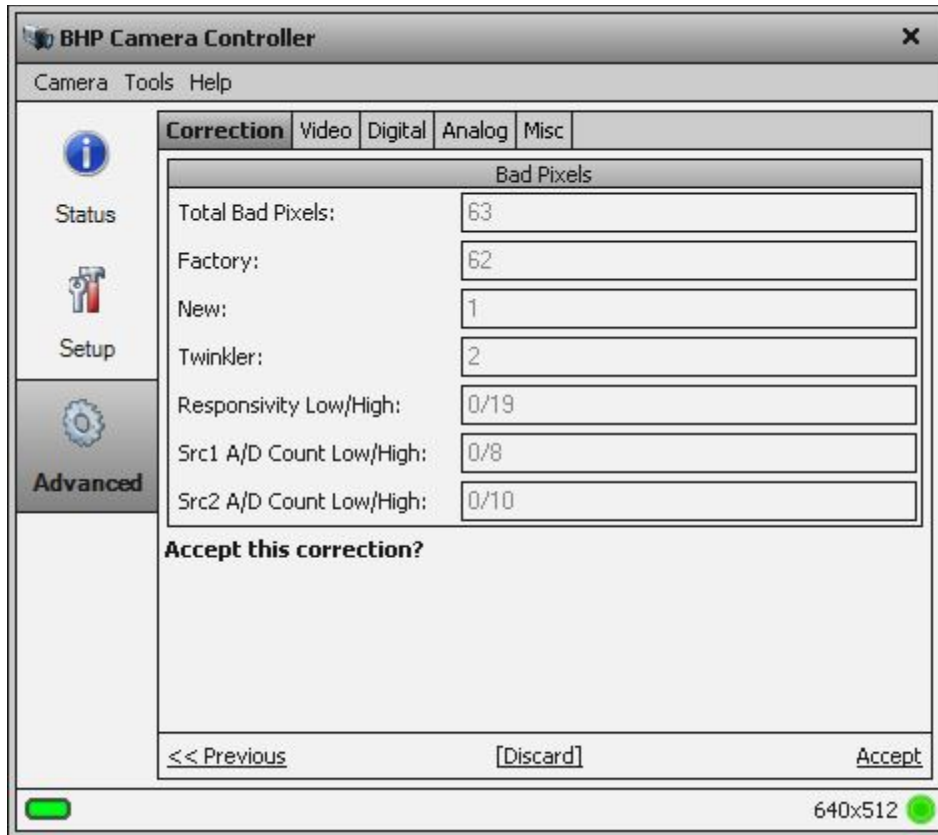 BHP Camera Controller
Camera Tools Help
Status
Setup
Advanced
Correction Video Digital Analog Misc
Bad Pixels
Total Bad Pixels: 63
Factory: 62
New: 1
Twinkler: 2
Responsivity Low/High: 0/19
Src1 A/D Count Low/High: 0/8
Src2 A/D Count Low/High: 0/10
Accept this correction?
<< Previous [Discard] Accept
640x512